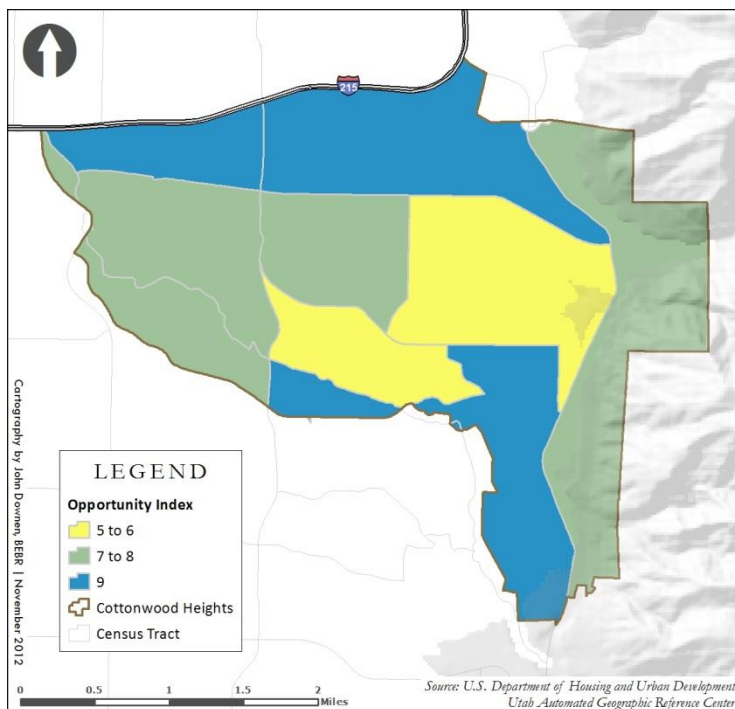 215
LEGEND
Opportunity Index
5 to 6
7 to 8
9
Cottonwood Heights
Census Tract
Cartography by John Downen, BEBR | November 2012
0 0.5 1 1.5 2
Miles
Source: U.S. Department of Housing and Urban Development
Utah Automated Geographic Reference Center